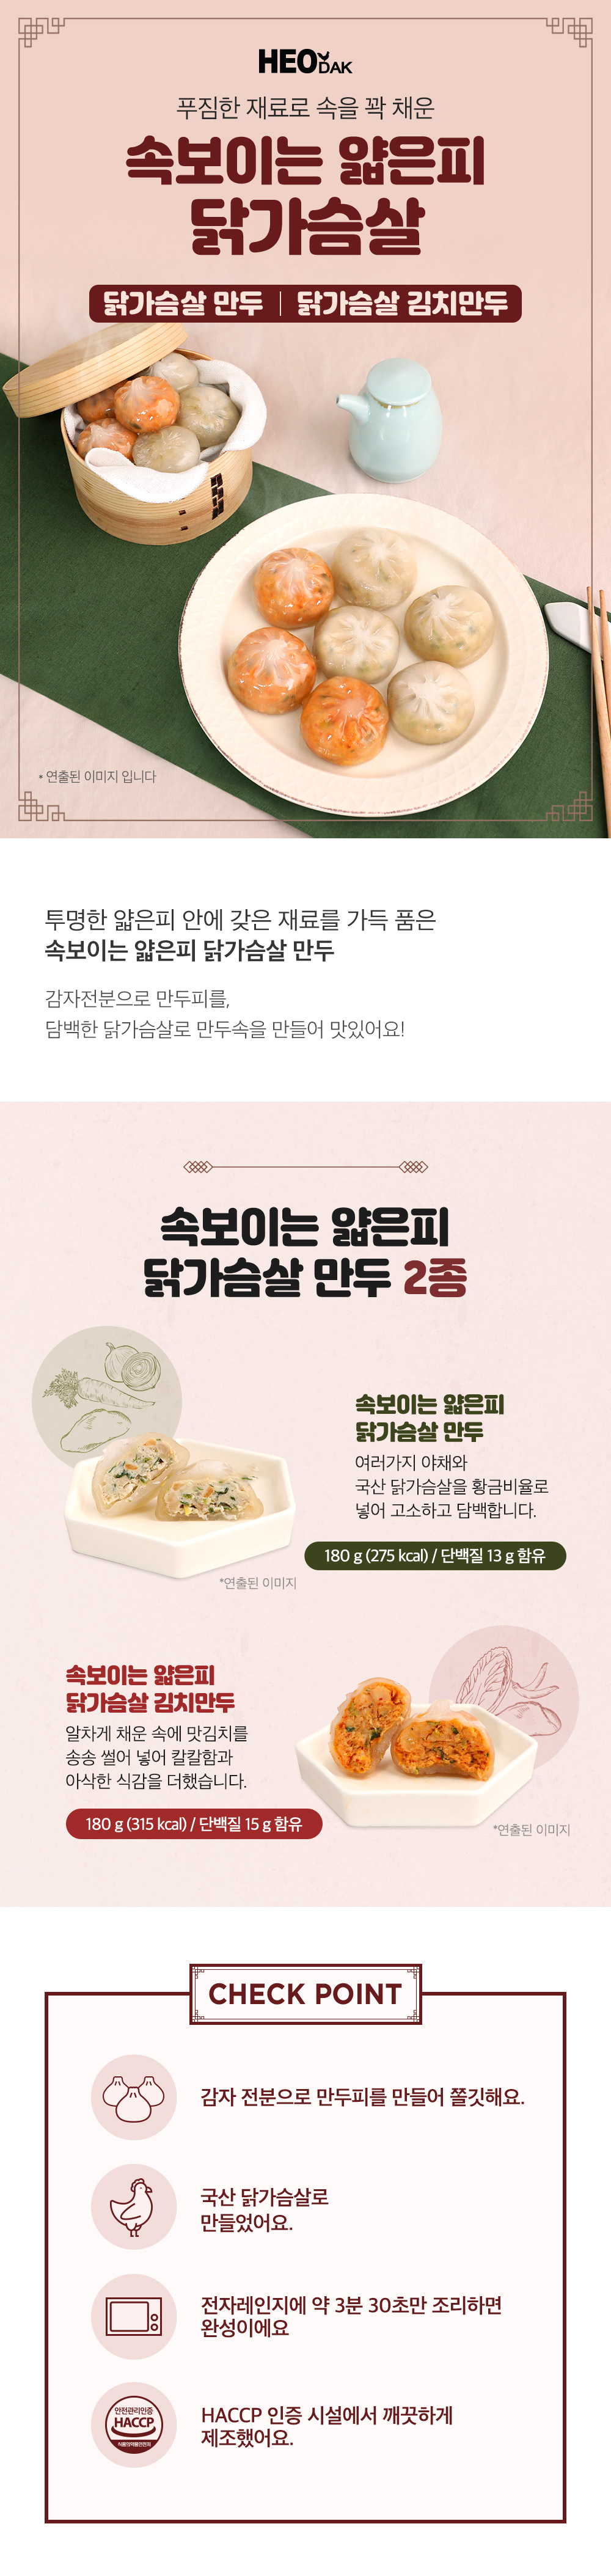 HEODAK
푸짐한 재료로 속을 꽉 채운
속보이는 얇은피
닭가슴살
닭가슴살 만두 | 닭가슴살 김치만두
* 연출된 이미지 입니다
투명한 얇은피 안에 갖은 재료를 가득 품은
속보이는 얇은피 닭가슴살 만두
감자전분으로 만두피를,
담백한 닭가슴살로 만두속을 만들어 맛있어요!
속보이는 얇은피
닭가슴살 만두 2종
속보이는 얇은피
닭가슴살 만두
여러가지 야채와
국산 닭가슴살을 황금비율로
넣어 고소하고 담백합니다.
180 g (275 kcal) / 단백질 13 g 함유
*연출된 이미지
속보이는 얇은피
닭가슴살 김치만두
알차게 채운 속에 맛김치를
송송 썰어 넣어 칼칼함과
아삭한 식감을 더했습니다.
180 g (315 kcal) / 단백질 15 g 함유
*연출된 이미지
CHECK POINT
감자 전분으로 만두피를 만들어 쫄깃해요.
국산 닭가슴살로
만들었어요.
전자레인지에 약 3분 30초만 조리하면
완성이에요
안전관리인증
HACCP
식품의약품안전처
HACCP 인증 시설에서 깨끗하게
제조했어요.